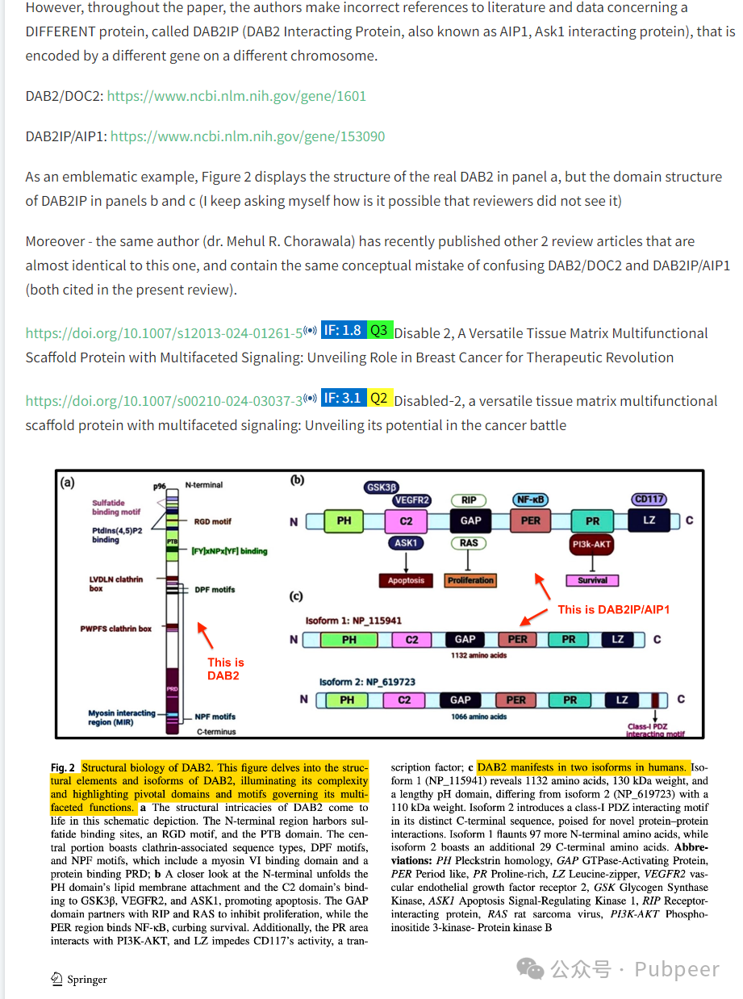 However, throughout the paper, the authors make incorrect references to literature and data concerning a
DIFFERENT protein, called DAB2IP (DAB2 Interacting Protein, also known as AIP1, Ask1 interacting protein), that is
encoded by a different gene on a different chromosome.
DAB2/DOC2: https://www.ncbi.nlm.nih.gov/gene/1601
DAB2IP/AIP1: https://www.ncbi.nlm.nih.gov/gene/153090
As an emblematic example, Figure 2 displays the structure of the real DAB2 in panel a, but the domain structure
of DAB2IP in panels b and c (I keep asking myself how is it possible that reviewers did not see it)
Moreover - the same author (dr. Mehul R. Chorawala) has recently published other 2 review articles that are
almost identical to this one, and contain the same conceptual mistake of confusing DAB2/DOC2 and DAB2IP/AIP1
(both cited in the present review).
https://doi.org/10.1007/s12013-024-01261-5 IF: 1.8 Q3 Disable 2, A Versatile Tissue Matrix Multifunctional
Scaffold Protein with Multifaceted Signaling: Unveiling Role in Breast Cancer for Therapeutic Revolution
https://doi.org/10.1007/s00210-024-03037-3 IF: 3.1 Q2 Disabled-2, a versatile tissue matrix multifunctional
scaffold protein with multifaceted signaling: Unveiling its potential in the cancer battle
(a)
p96
N-terminal
Sulfatide
binding motif
RGD motif
PtdIns(4,5)P2
binding
PTB
[FY]xNPx[YF] binding
LVDLN clathrin
box
DPF motifs
PWPFS clathrin box
This is
DAB2
PRD
Myosin interacting
region (MIR)
NPF motifs
C-terminus
(b)
GSK3β
VEGFR2
RIP
NF-κB
CD117
N
PH
C2
GAP
PER
PR
LZ
C
ASK1
RAS
PI3k-AKT
Apoptosis
Proliferation
Survival
This is DAB2IP/AIP1
(c)
Isoform 1: NP_115941
N
PH
C2
GAP
PER
PR
LZ
C
1132 amino acids
Isoform 2: NP_619723
N
PH
C2
GAP
PER
PR
LZ
C
1066 amino acids
Class-I PDZ
interacting motif
Fig. 2 Structural biology of DAB2. This figure delves into the struc-
tural elements and isoforms of DAB2, illuminating its complexity
and highlighting pivotal domains and motifs governing its multi-
faceted functions. a The structural intricacies of DAB2 come to
life in this schematic depiction. The N-terminal region harbors sul-
fatide binding sites, an RGD motif, and the PTB domain. The cen-
tral portion boasts clathrin-associated sequence types, DPF motifs,
and NPF motifs, which include a myosin VI binding domain and a
protein binding PRD; b A closer look at the N-terminal unfolds the
PH domain's lipid membrane attachment and the C2 domain's bind-
ing to GSK3β, VEGFR2, and ASK1, promoting apoptosis. The GAP
domain partners with RIP and RAS to inhibit proliferation, while the
PER region binds NF-κB, curbing survival. Additionally, the PR area
interacts with PI3K-AKT, and LZ impedes CD117's activity, a tran-
scription factor; c DAB2 manifests in two isoforms in humans. Iso-
form 1 (NP_115941) reveals 1132 amino acids, 130 kDa weight, and
a lengthy pH domain, differing from isoform 2 (NP_619723) with a
110 kDa weight. Isoform 2 introduces a class-I PDZ interacting motif
in its distinct C-terminal sequence, poised for novel protein–protein
interactions. Isoform 1 flaunts 97 more N-terminal amino acids, while
isoform 2 boasts an additional 29 C-terminal amino acids. Abbre-
viations: PH Pleckstrin homology, GAP GTPase-Activating Protein,
PER Period like, PR Proline-rich, LZ Leucine-zipper, VEGFR2 vas-
cular endothelial growth factor receptor 2, GSK Glycogen Synthase
Kinase, ASK1 Apoptosis Signal-Regulating Kinase 1, RIP Receptor-
interacting protein, RAS rat sarcoma virus, PI3K-AKT Phospho-
inositide 3-kinase- Protein kinase B
Springer
公众号 · Pubpeer